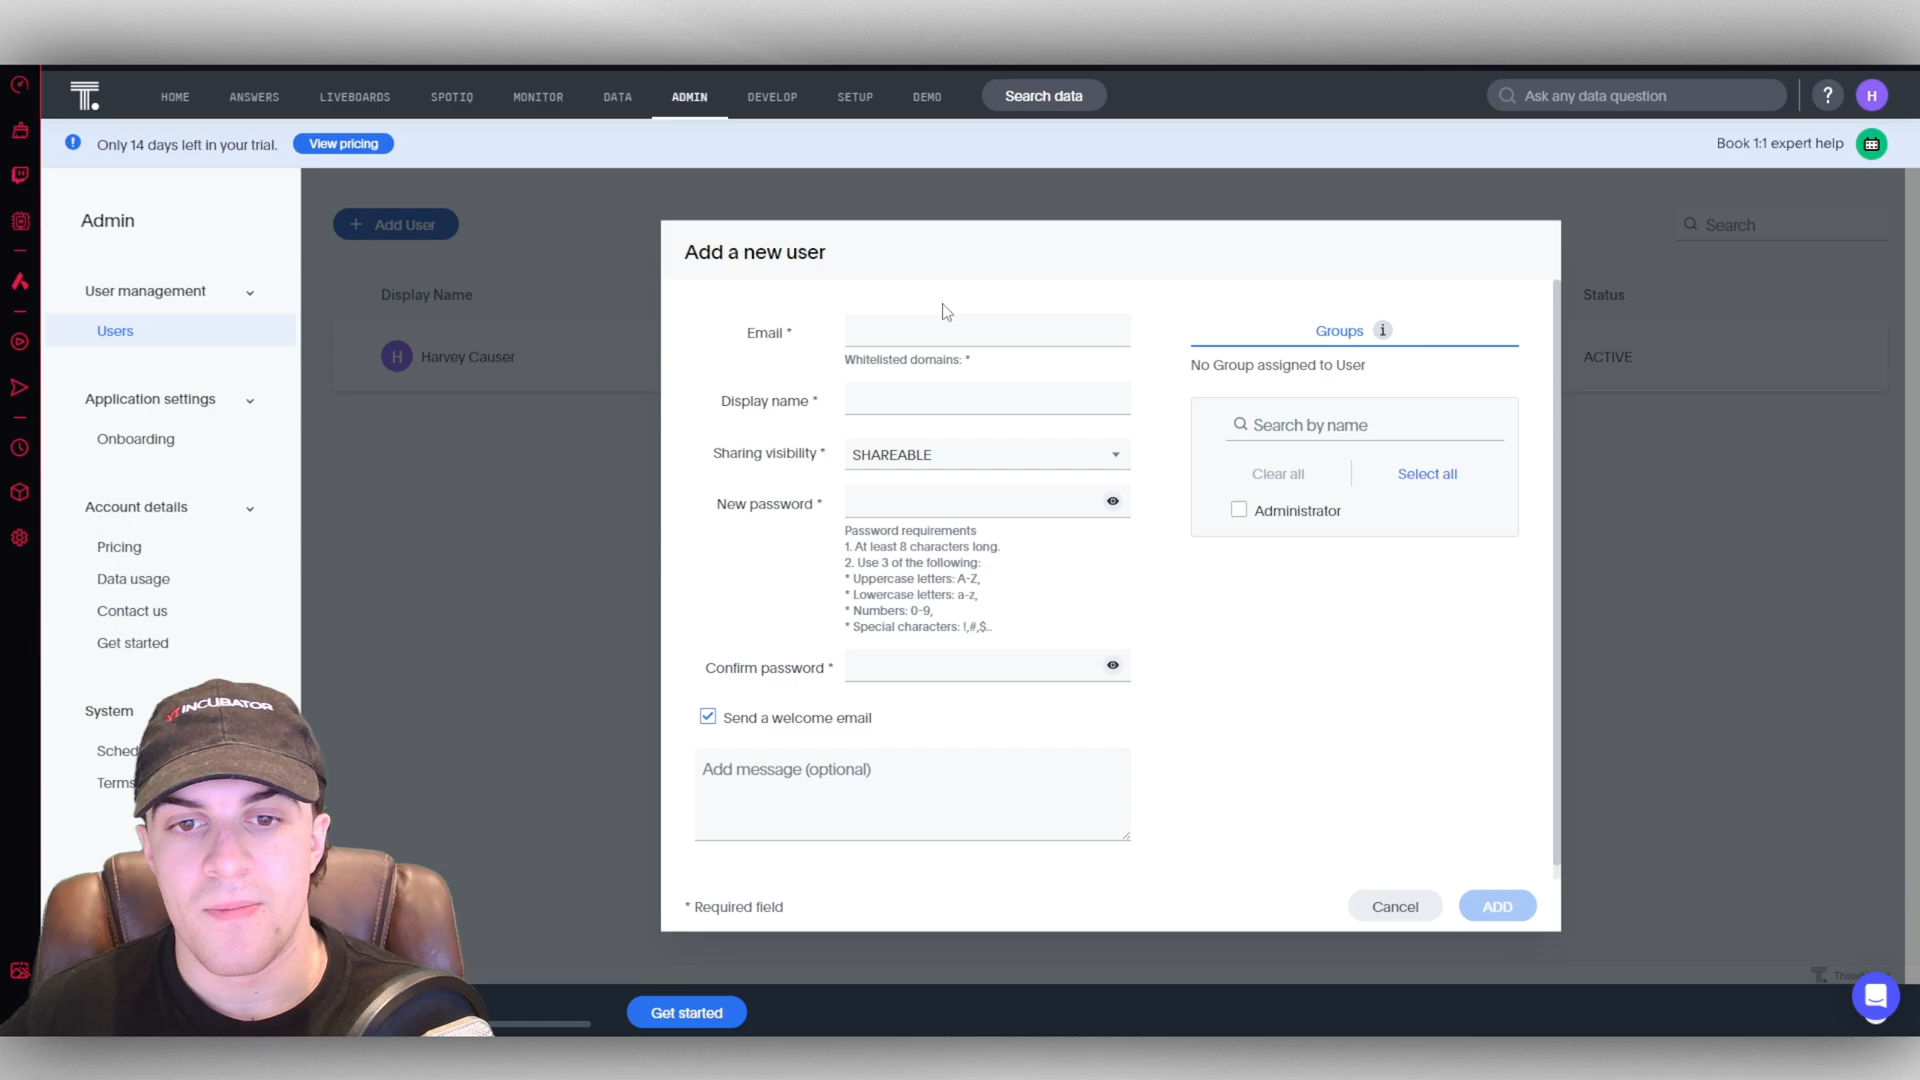 HOME ANSWERS LIVEBOARDS SPOTIQ MONITOR DATA ADMIN DEVELOP SETUP DEMO Search data Ask any data question ? H
Only 14 days left in your trial. View pricing Book 1:1 expert help
Admin
User management
Users
Application settings
Onboarding
Account details
Pricing
Data usage
Contact us
Get started
System
Sched
Terms
+ Add User
Search
Display Name
Status
H Harvey Causer
ACTIVE
Add a new user
Email *
Whitelisted domains: *
Display name *
Sharing visibility * SHAREABLE
New password *
Password requirements
1. At least 8 characters long.
2. Use 3 of the following:
* Uppercase letters: A-Z,
* Lowercase letters: a-z,
* Numbers: 0-9,
* Special characters: !,#,$..
Confirm password *
Send a welcome email
Add message (optional)
Groups i
No Group assigned to User
Search by name
Clear all Select all
Administrator
* Required field
Cancel ADD
YTINCUBATOR
Get started